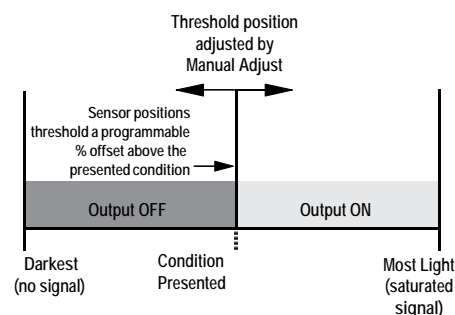 Threshold position
adjusted by
Manual Adjust
Sensor positions
threshold a programmable
% offset above the
presented condition
Output OFF
Output ON
Darkest
(no signal)
Condition
Presented
Most Light
(saturated
signal)